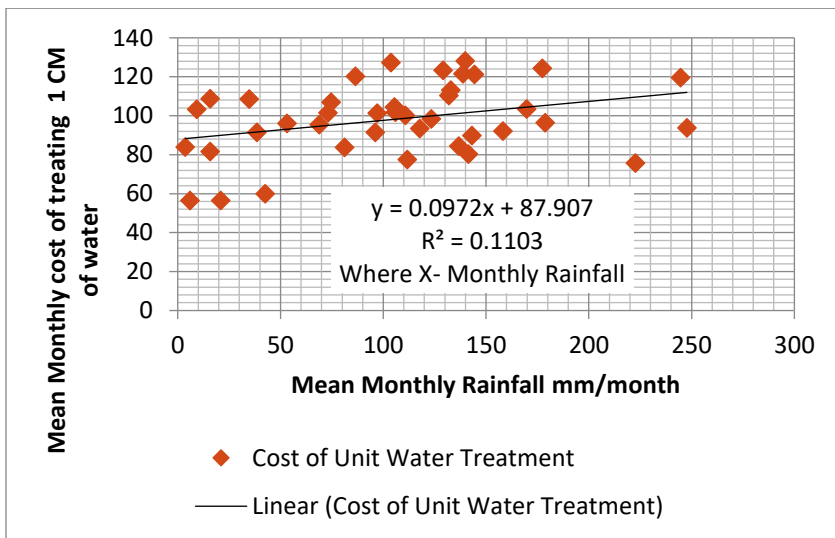 Mean Monthly cost of treating 1 CM
of water
140
120
100
80
60
40
20
0
y = 0.0972x + 87.907
R² = 0.1103
Where X- Monthly Rainfall
0 50 100 150 200 250 300
Mean Monthly Rainfall mm/month
Cost of Unit Water Treatment
Linear (Cost of Unit Water Treatment)